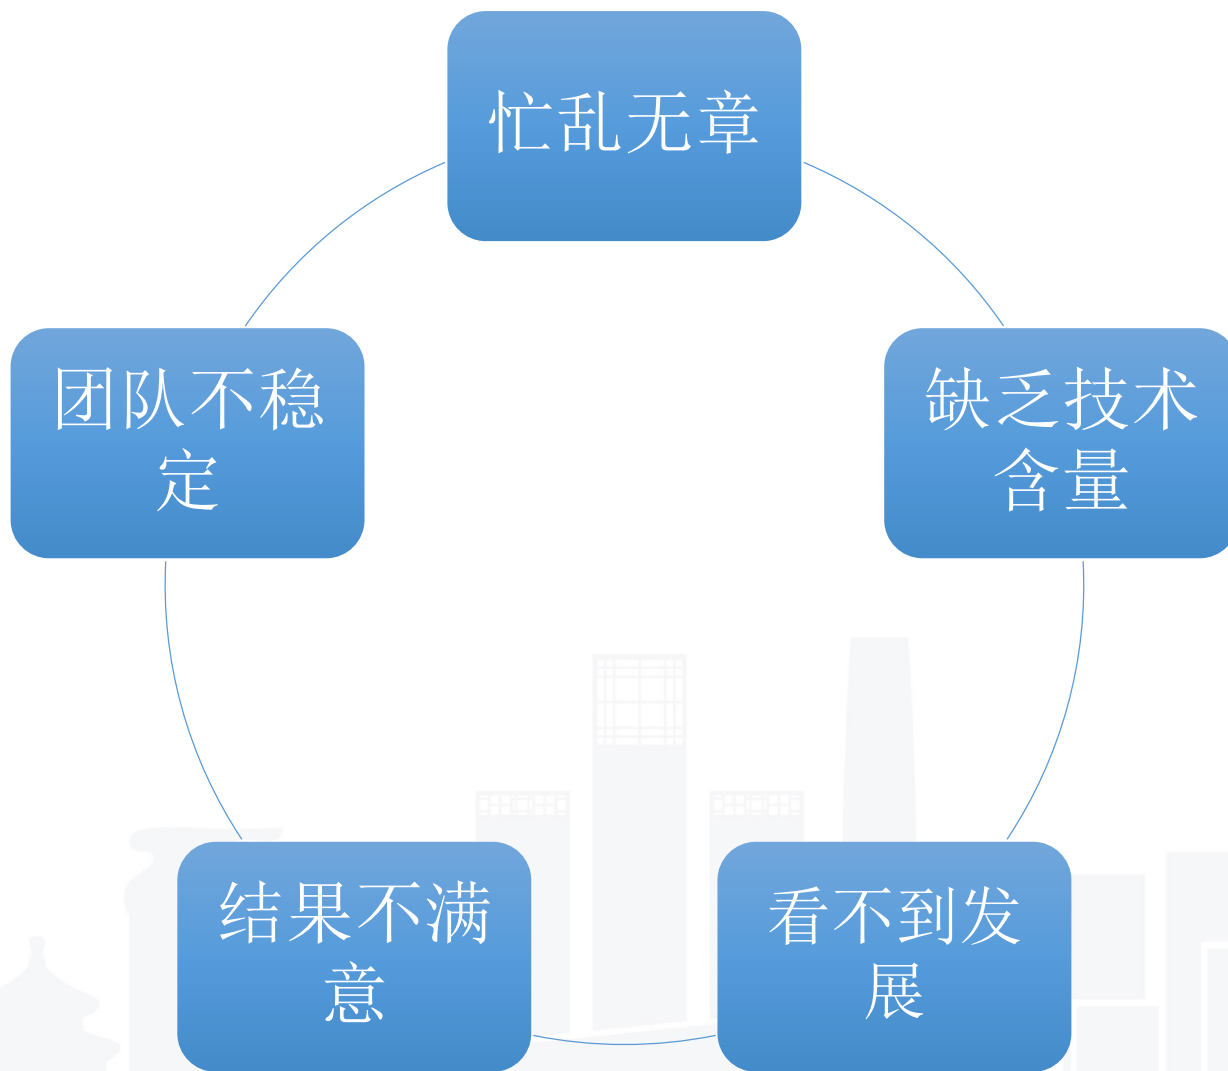 忙乱无章
团队不稳
定
缺乏技术
含量
结果不满
意
看不到发
展